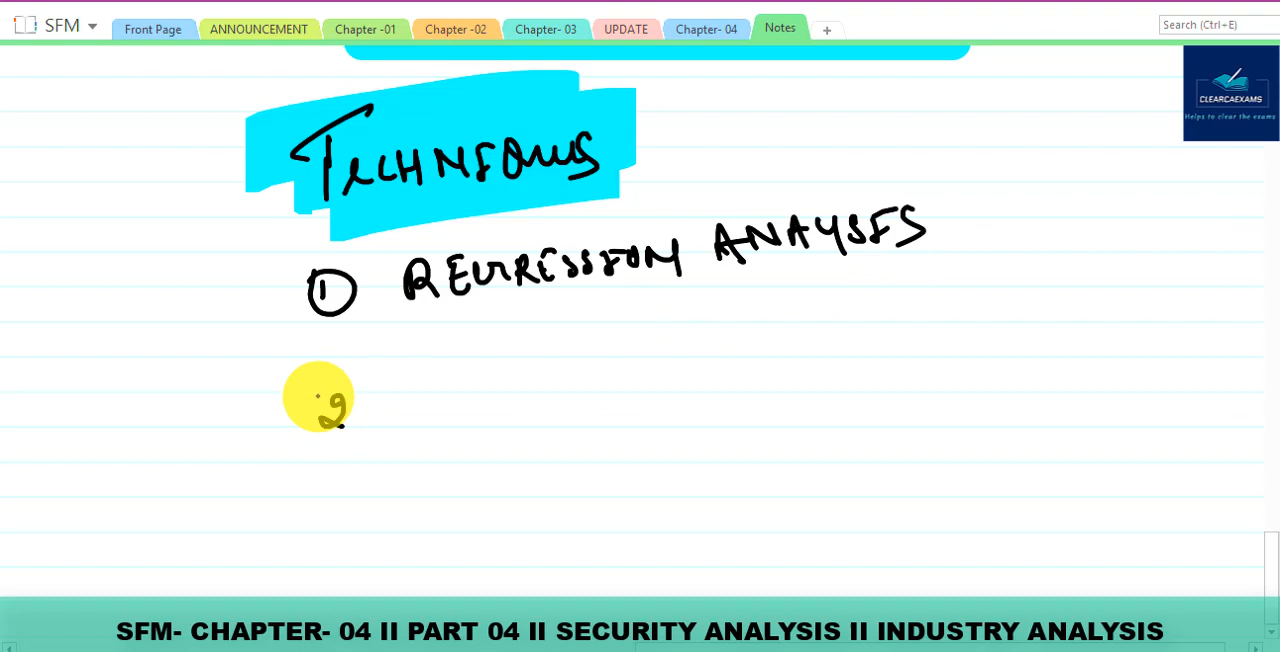 SFM
Front Page
ANNOUNCEMENT
Chapter -01
Chapter -02
Chapter- 03
UPDATE
Chapter- 04
Notes
+
Search (Ctrl+E)
CLEARCAEXAMS
Helps to clear the exams
TECHNIQUES
① REGRESSION ANAYSIS
2
SFM- CHAPTER- 04 II PART 04 II SECURITY ANALYSIS II INDUSTRY ANALYSIS